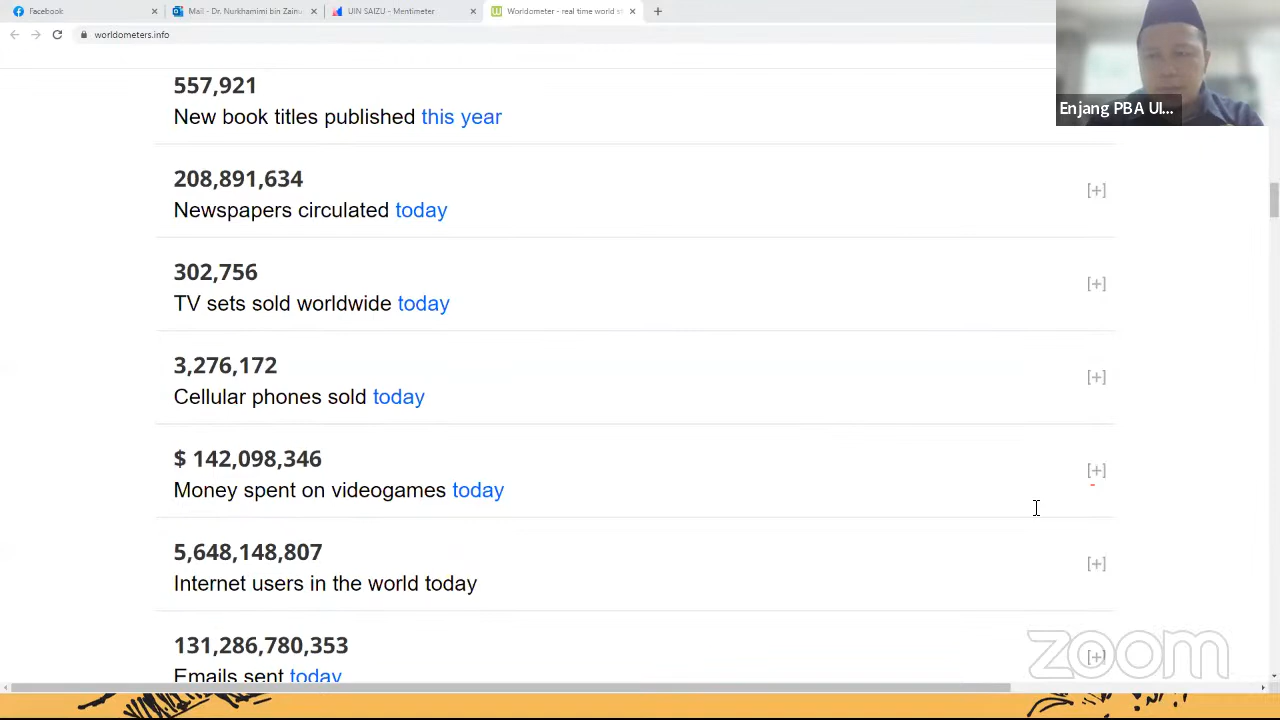 Facebook
Mail - Dr. Nurkhamimi bin Zainu
UIN SAIZU - Mentimeter
Worldometer - real time world st
worldometers.info
Enjang PBA UI...
557,921
New book titles published this year
208,891,634
[+]
Newspapers circulated today
302,756
[+]
TV sets sold worldwide today
3,276,172
[+]
Cellular phones sold today
$ 142,098,346
[+]
Money spent on videogames today
5,648,148,807
[+]
Internet users in the world today
131,286,780,353
[+]
Emails sent today
zoom